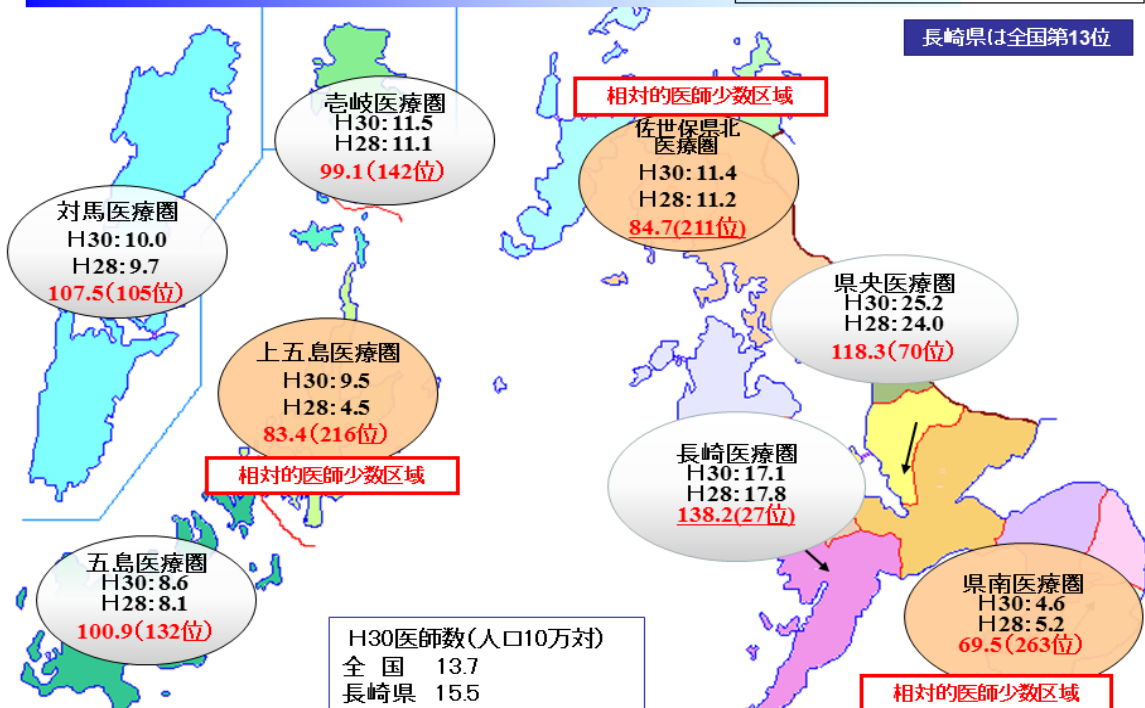 長崎県は全国第13位
壱岐医療圏
H30:11.5
H28:11.1
99.1(142位)
相対的医師少数区域
佐世保県北
医療圏
H30:11.4
H28:11.2
84.7(211位)
対馬医療圏
H30:10.0
H28:9.7
107.5(105位)
県央医療圏
H30:25.2
H28:24.0
118.3(70位)
上五島医療圏
H30:9.5
H28:4.5
83.4(216位)
相対的医師少数区域
長崎医療圏
H30:17.1
H28:17.8
138.2(27位)
五島医療圏
H30:8.6
H28:8.1
100.9(132位)
県南医療圏
H30:4.6
H28:5.2
69.5(263位)
相対的医師少数区域
H30医師数(人口10万対)
全 国 13.7
長崎県 15.5